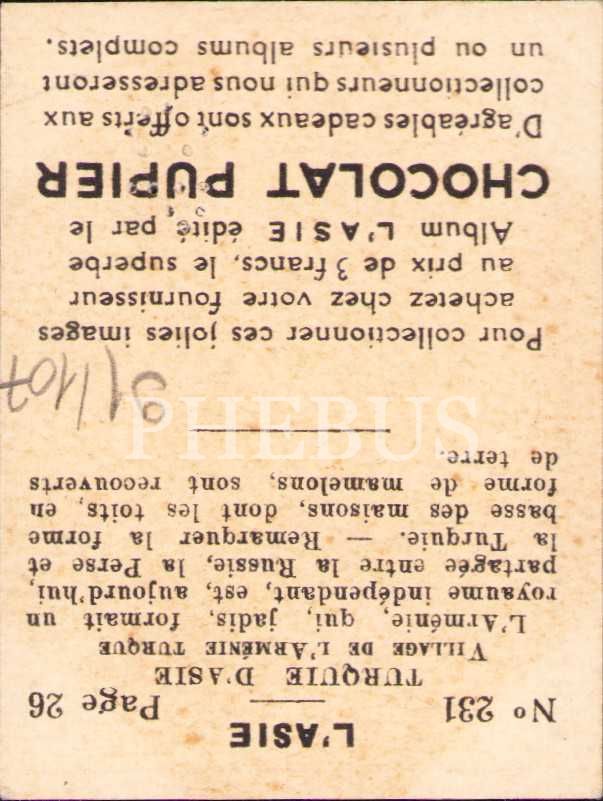 L'ASIE
N° 231 Page 26
TURQUIE D'ASIE
VILLAGE DE L'ARMÉNIE TURQUE
L'Arménie, qui, jadis, formait un
royaume indépendant, est, aujourd'hui,
partagée entre la Russie, la Perse et
la Turquie. — Remarquer la forme
basse des maisons, dont les toits, en
forme de mamelons, sont recouverts
de terre.
PHEBUS
91/107
Pour collectionner ces jolies images
achetez chez votre fournisseur
au prix de 3 francs, le superbe
Album L'ASIE édité par le
CHOCOLAT PUPIER
D'agréables cadeaux sont offerts aux
collectionneurs qui nous adresseront
un ou plusieurs albums complets.